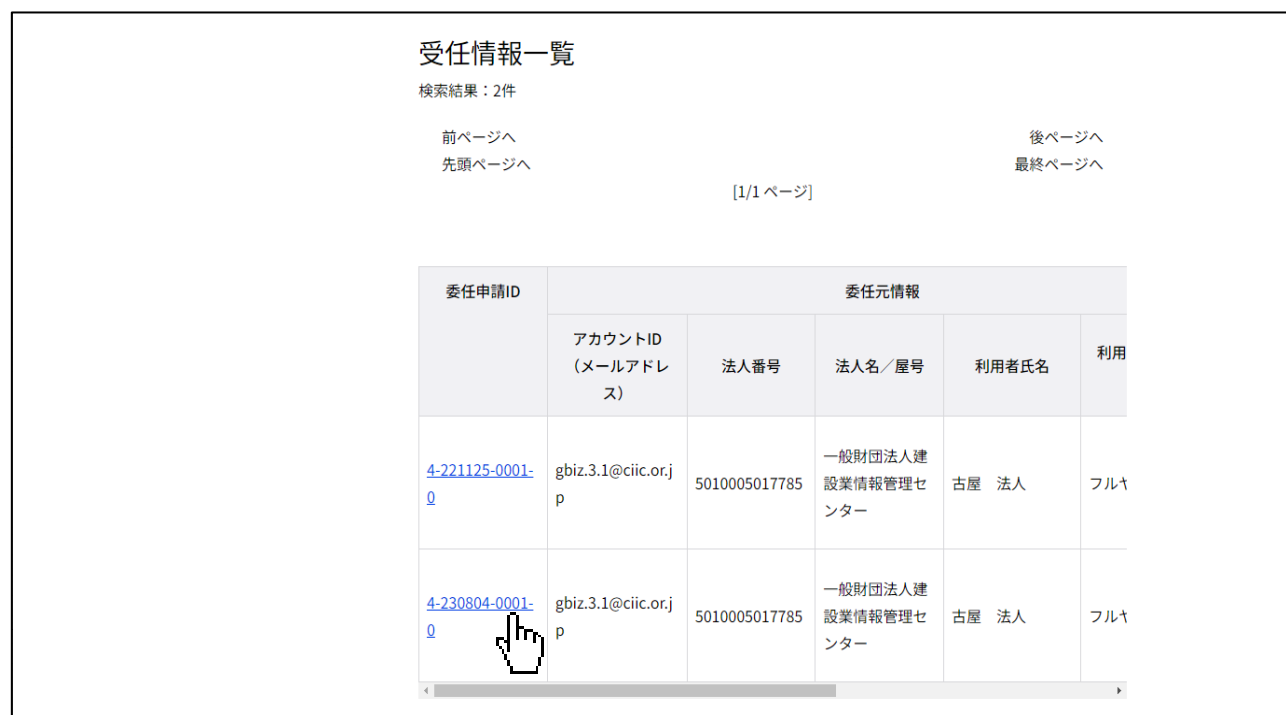 受任情報一覧
検索結果：2件
前ページへ
後ページへ
先頭ページへ
最終ページへ
[1/1 ページ]
委任申請ID
委任元情報
アカウントID
（メールアドレ
ス）
法人番号
法人名／屋号
利用者氏名
利用
4-221125-0001-
0
gbiz.3.1@ciic.or.j
p
5010005017785
一般財団法人建
設業情報管理セ
ンター
古屋　法人
フルヤ
4-230804-0001-
0
gbiz.3.1@ciic.or.j
p
5010005017785
一般財団法人建
設業情報管理セ
ンター
古屋　法人
フルヤ